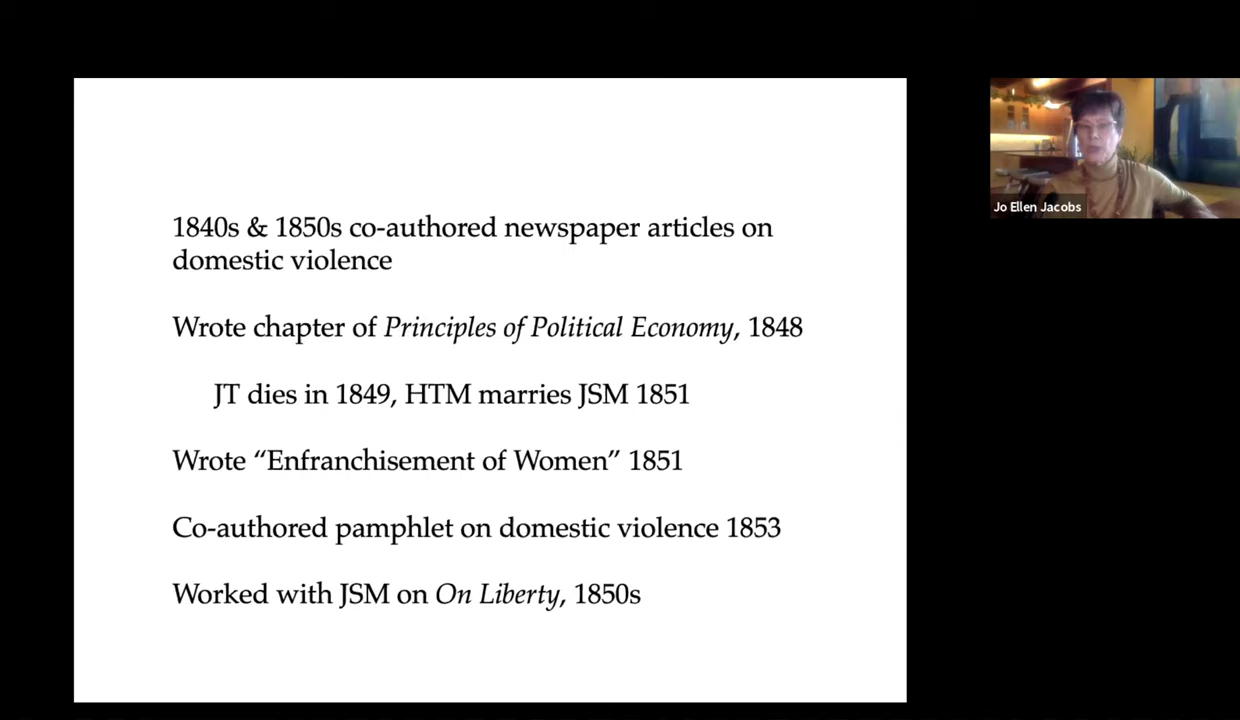 1840s & 1850s co-authored newspaper articles on
domestic violence
Wrote chapter of Principles of Political Economy, 1848
JT dies in 1849, HTM marries JSM 1851
Wrote “Enfranchisement of Women” 1851
Co-authored pamphlet on domestic violence 1853
Worked with JSM on On Liberty, 1850s
Jo Ellen Jacobs